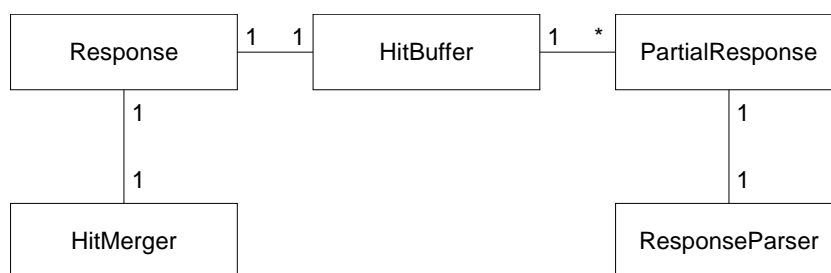 Response
1
1
HitBuffer
1
*
PartialResponse
1
1
1
1
HitMerger
ResponseParser